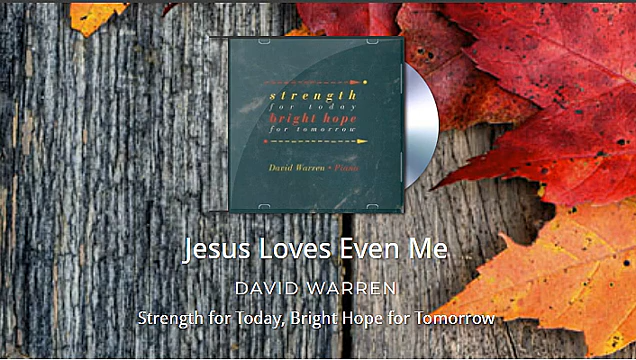 strength
for today
bright hope
for tomorrow
David Warren • Piano
Jesus Loves Even Me
DAVID WARREN
Strength for Today, Bright Hope for Tomorrow